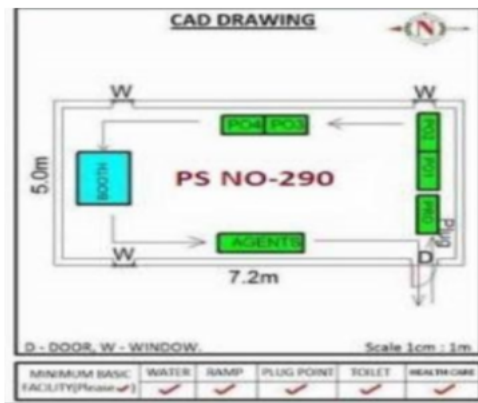 CAD DRAWING
N
W W
PO4 PO3
PO2
PO1
PRO
BOOTH
PS NO-290
5.0m
Plug
AGENTS
W D
7.2m
D - DOOR, W - WINDOW. Scale 1cm : 1m
MINIMUM BASIC FACILITY(Please✓) WATER RAMP PLUG POINT TOILET HEALTH CARE
✓ ✓ ✓ ✓ ✓